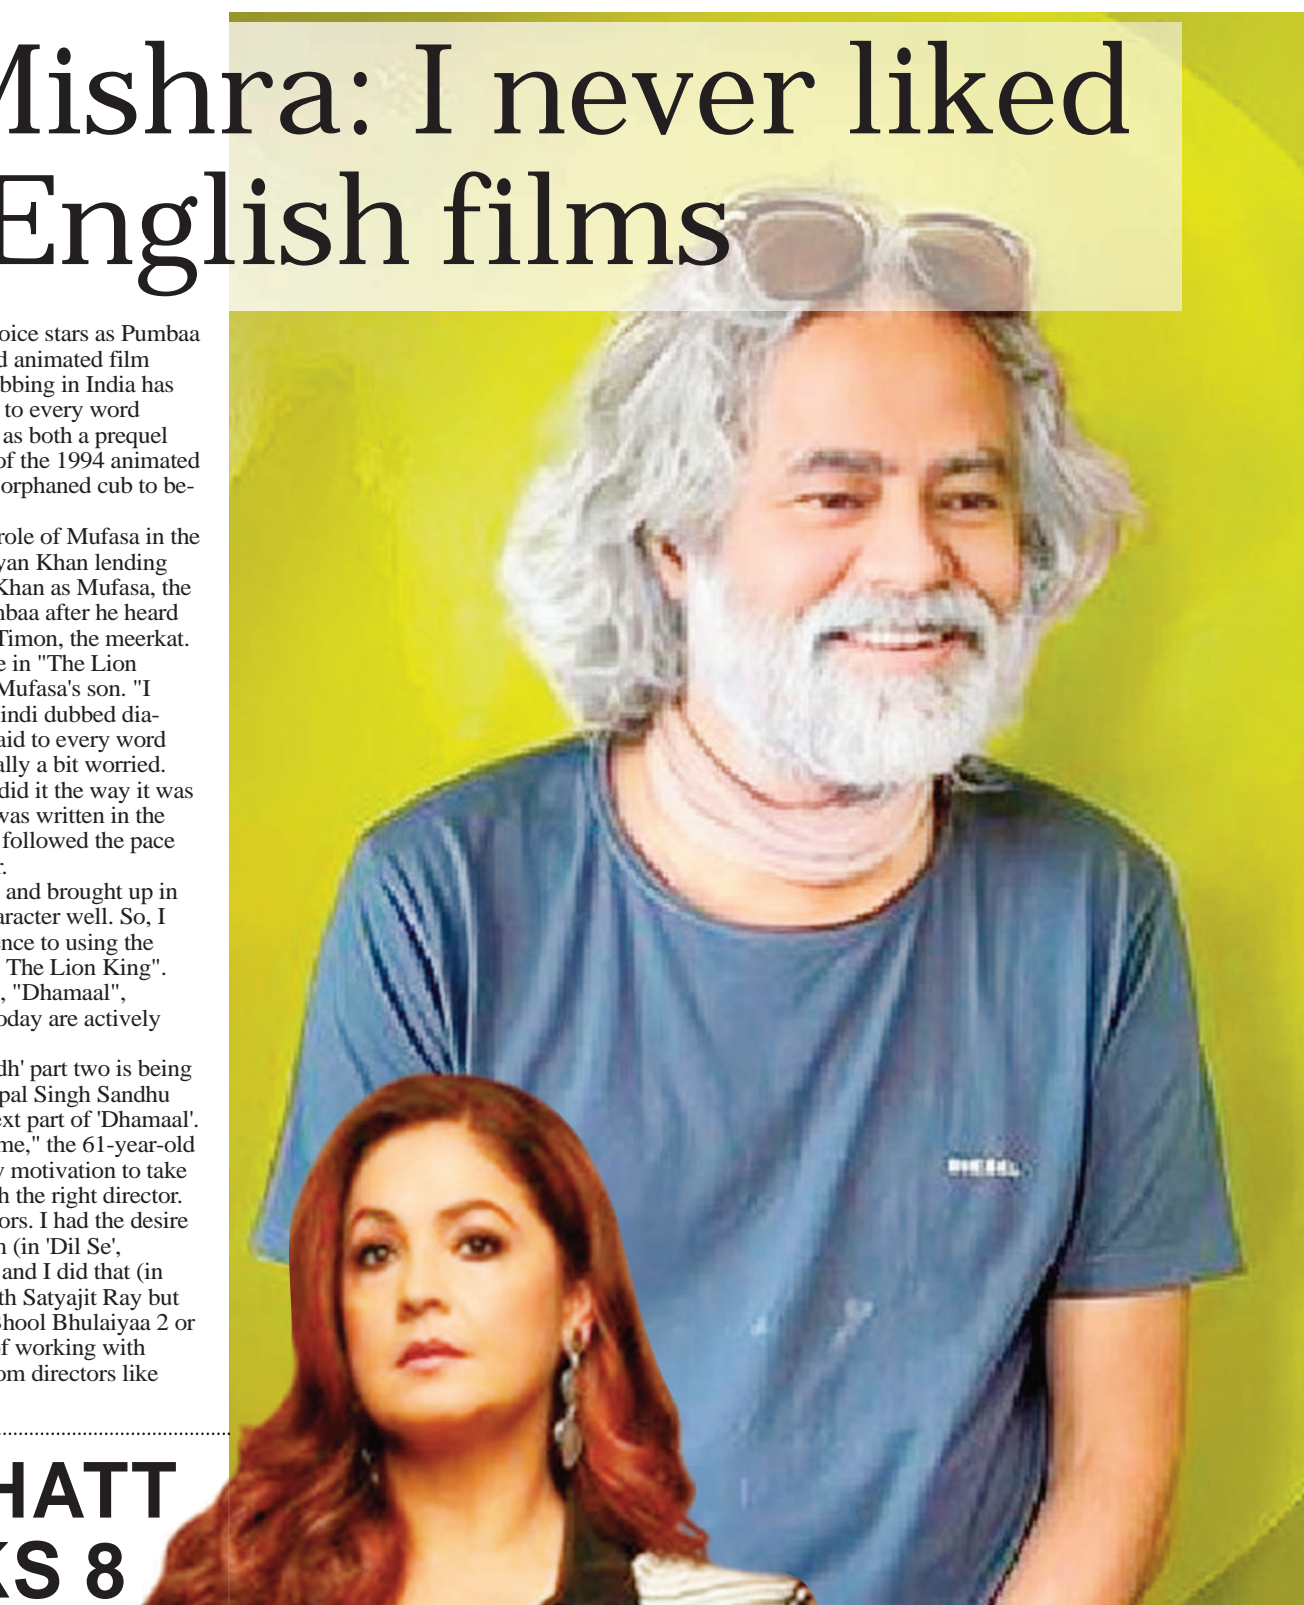 Mishra: I never liked
English films
oice stars as Pumbaa
d animated film
bbing in India has
to every word
as both a prequel
of the 1994 animated
orphaned cub to be-
role of Mufasa in the
yan Khan lending
Khan as Mufasa, the
nbaa after he heard
Timon, the meerkat.
e in "The Lion
Mufasa's son. "I
indi dubbed dia-
aid to every word
ally a bit worried.
did it the way it was
was written in the
followed the pace
r.
and brought up in
aracter well. So, I
ence to using the
The Lion King".
, "Dhamaal",
oday are actively
dh' part two is being
pal Singh Sandhu
ext part of 'Dhamaal'.
me," the 61-year-old
y motivation to take
h the right director.
ors. I had the desire
n (in 'Dil Se',
and I did that (in
th Satyajit Ray but
Bhool Bhulaiyaa 2 or
of working with
om directors like
HATT
KS 8